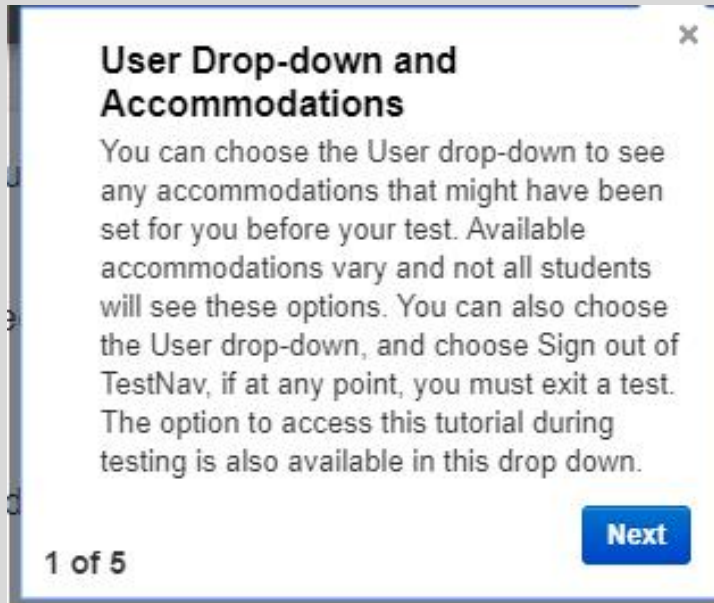 ×
User Drop-down and
Accommodations
You can choose the User drop-down to see
any accommodations that might have been
set for you before your test. Available
accommodations vary and not all students
will see these options. You can also choose
the User drop-down, and choose Sign out of
TestNav, if at any point, you must exit a test.
The option to access this tutorial during
testing is also available in this drop down.
Next
1 of 5